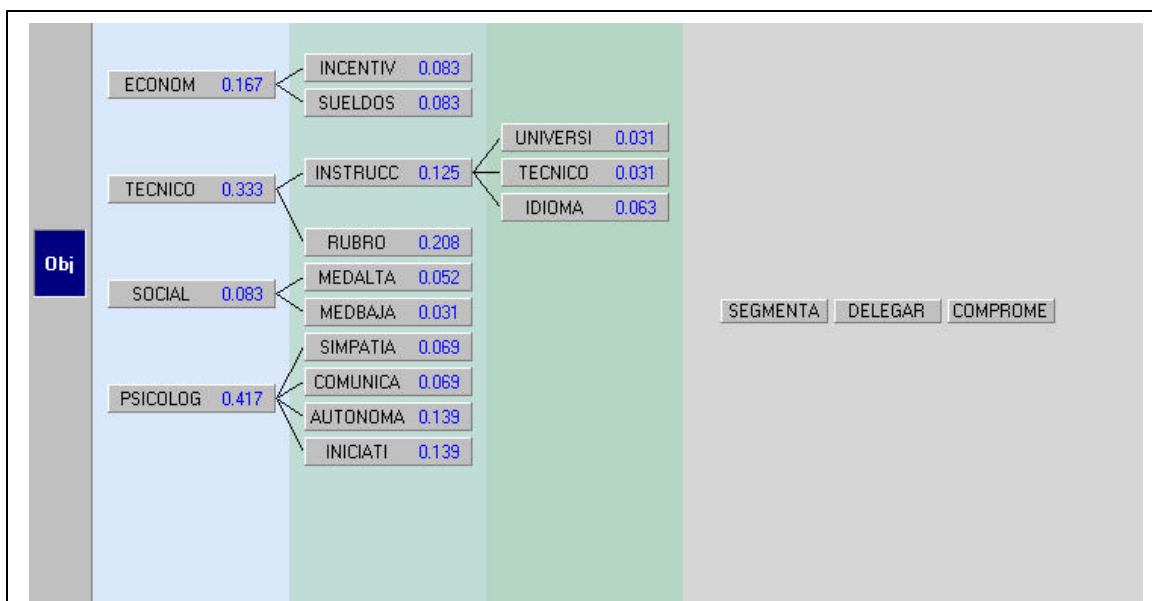 INCENTIV 0.083
ECONOM 0.167
SUELDOS 0.083
UNIVERSI 0.031
INSTRUCC 0.125
TECNICO 0.031
TECNICO 0.333
IDIOMA 0.063
RUBRO 0.208
Obj
MEDALTA 0.052
SOCIAL 0.083
MEDBAJA 0.031
SEGMENTA DELEGAR COMPROME
SIMPATIA 0.069
COMUNICA 0.069
PSICOLOG 0.417
AUTONOMA 0.139
INICIATI 0.139